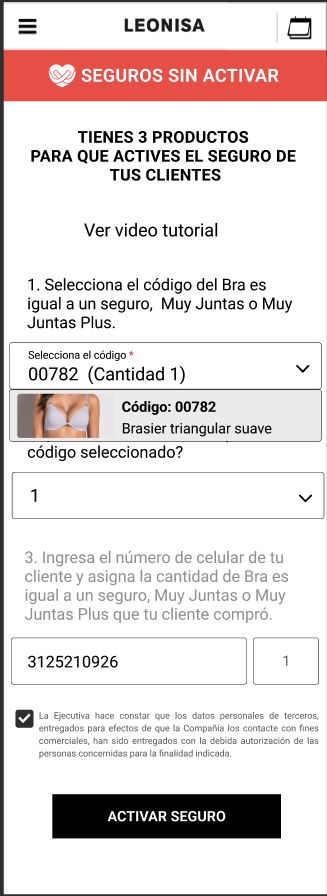 LEONISA
SEGUROS SIN ACTIVAR
TIENES 3 PRODUCTOS
PARA QUE ACTIVES EL SEGURO DE
TUS CLIENTES
Ver video tutorial
1. Selecciona el código del Bra es
igual a un seguro, Muy Juntas o Muy
Juntas Plus.
Selecciona el código *
00782 (Cantidad 1)
Código: 00782
Brasier triangular suave
código seleccionado?
1
3. Ingresa el número de celular de tu
cliente y asigna la cantidad de Bra es
igual a un seguro, Muy Juntas o Muy
Juntas Plus que tu cliente compró.
3125210926
1
La Ejecutiva hace constar que los datos personales de terceros,
entregados para efectos de que la Compañía los contacte con fines
comerciales, han sido entregados con la debida autorización de las
personas concernidas para la finalidad indicada.
ACTIVAR SEGURO